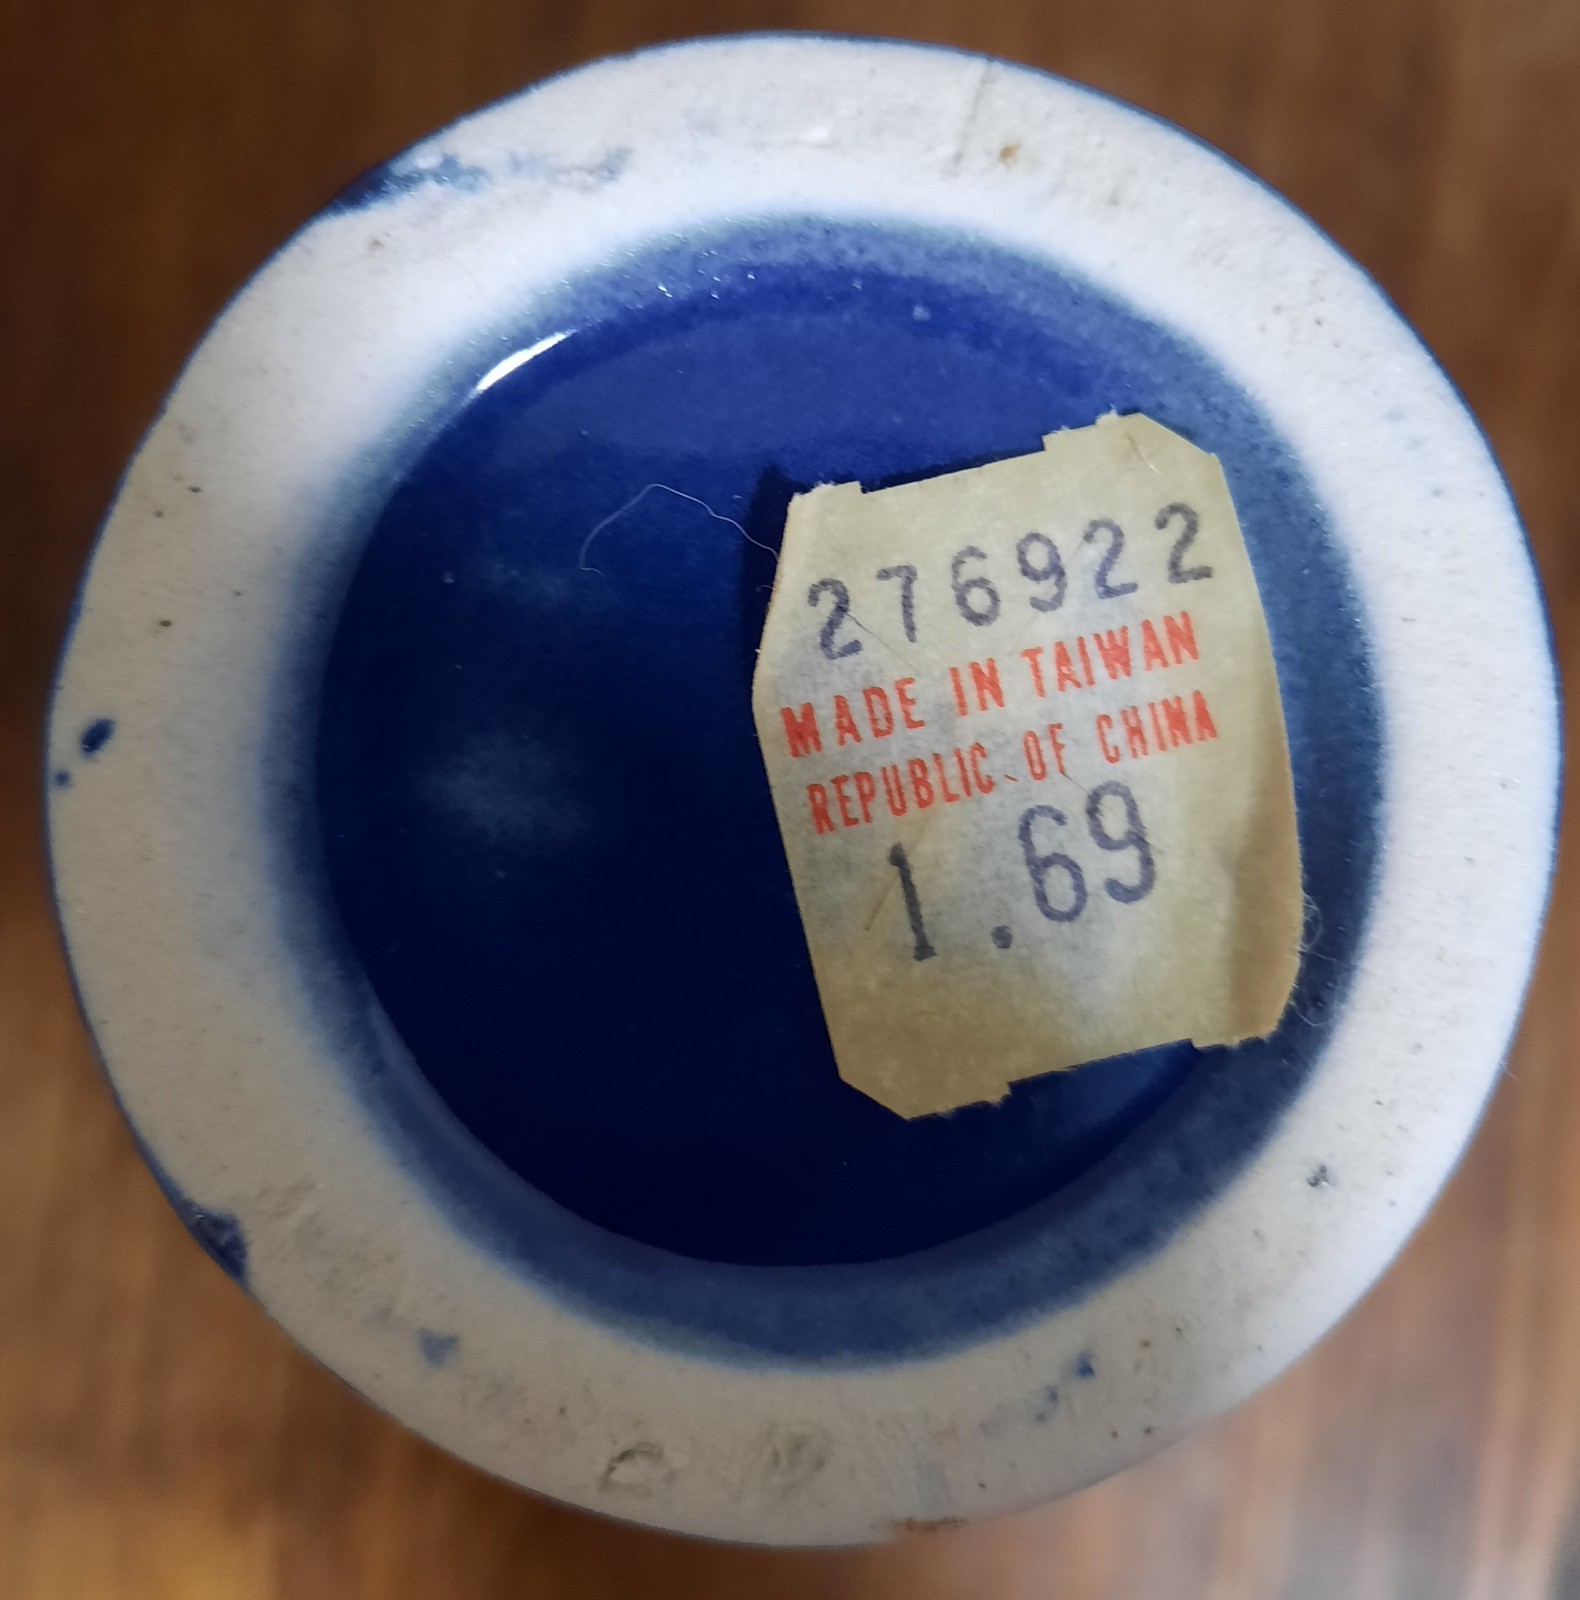 276922
MADE IN TAIWAN
REPUBLIC OF CHINA
1.69